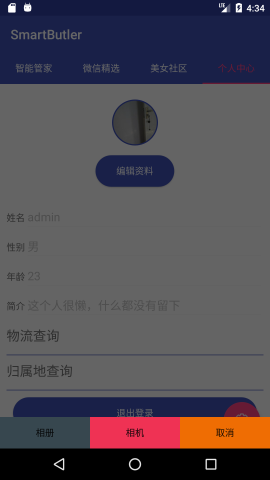 4:34
SmartButler
智能管家 微信精选 美女社区 个人中心
编辑资料
姓名 admin
性别 男
年龄 23
简介 这个人很懒，什么都没有留下
物流查询
归属地查询
退出登录
相册 相机 取消